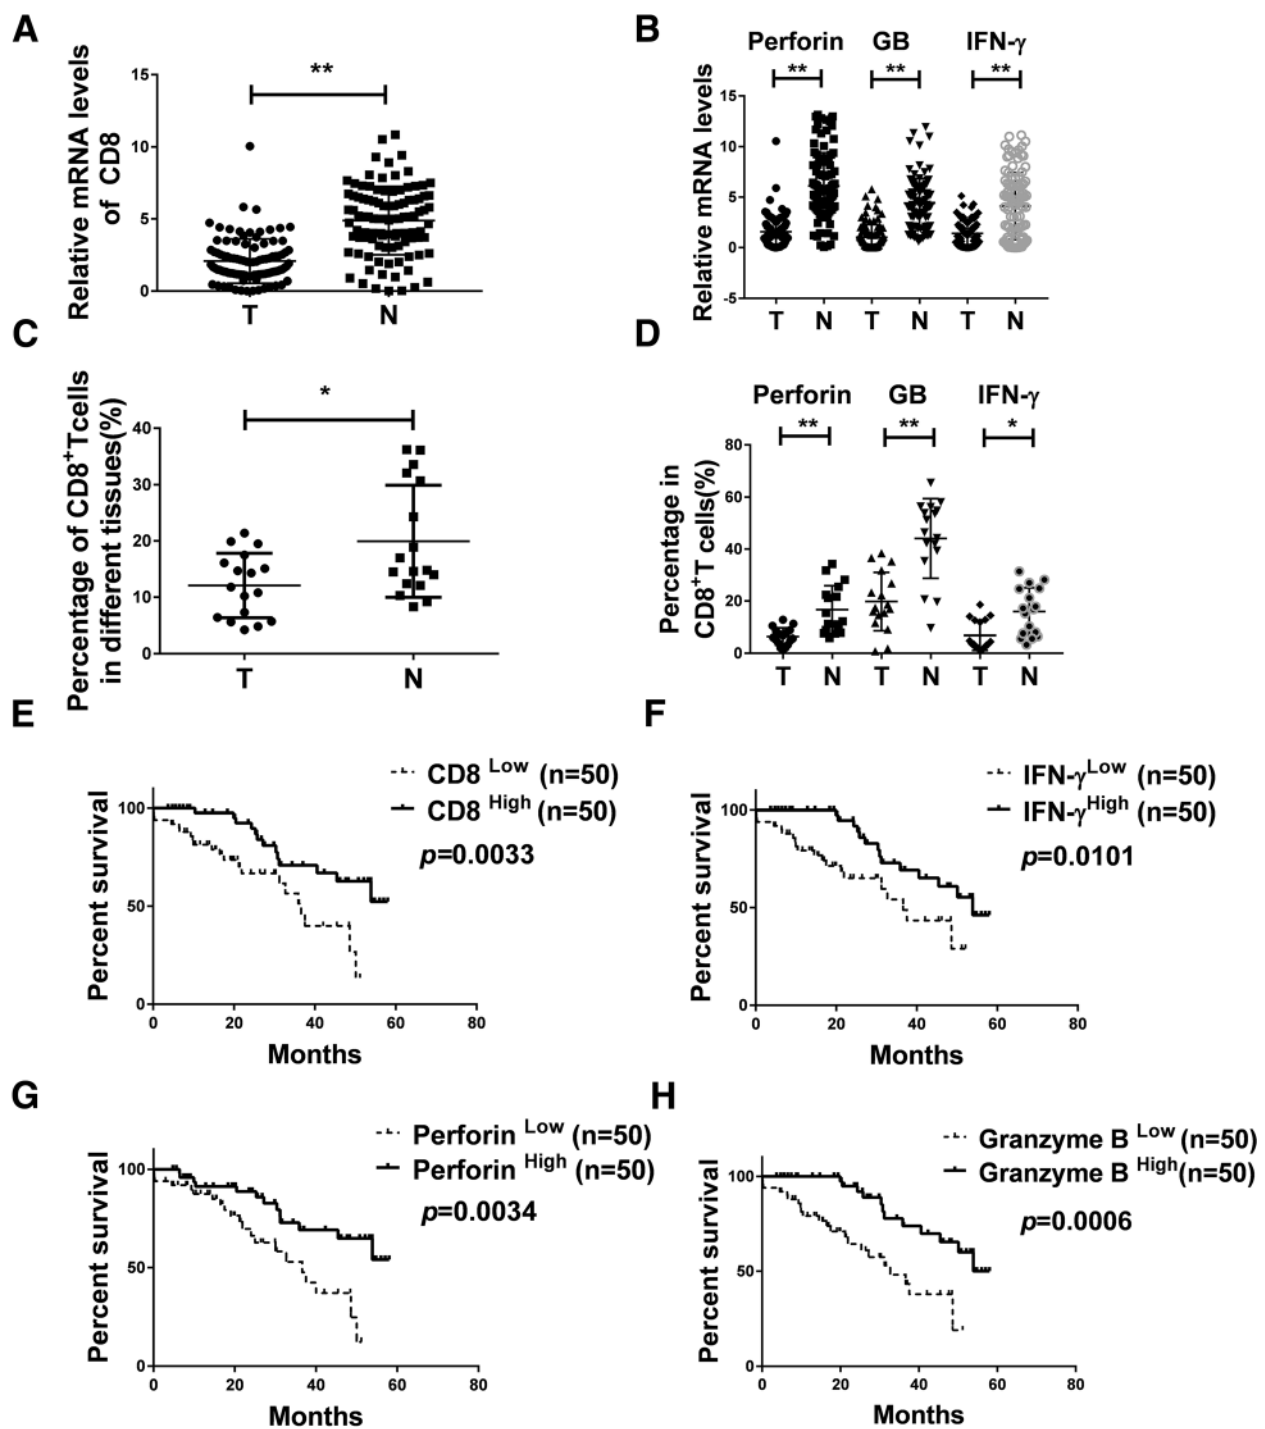 A
Relative mRNA levels
of CD8
**
15
10
5
0
T N
B
Perforin GB IFN-γ
** ** **
Relative mRNA levels
15
10
5
0
-5
T N T N T N
C
Percentage of CD8+Tcells
in different tissues(%)
*
40
30
20
10
0
T N
D
Perforin GB IFN-γ
** ** *
Percentage in
CD8+T cells(%)
80
60
40
20
0
T N T N T N
E
CD8 Low (n=50)
CD8 High (n=50)
p=0.0033
Percent survival
100
50
0
0 20 40 60 80
Months
F
IFN-γLow (n=50)
IFN-γHigh (n=50)
p=0.0101
Percent survival
100
50
0
0 20 40 60 80
Months
G
Perforin Low (n=50)
Perforin High (n=50)
p=0.0034
Percent survival
100
50
0
0 20 40 60 80
Months
H
Granzyme B Low (n=50)
Granzyme B High(n=50)
p=0.0006
Percent survival
100
50
0
0 20 40 60 80
Months